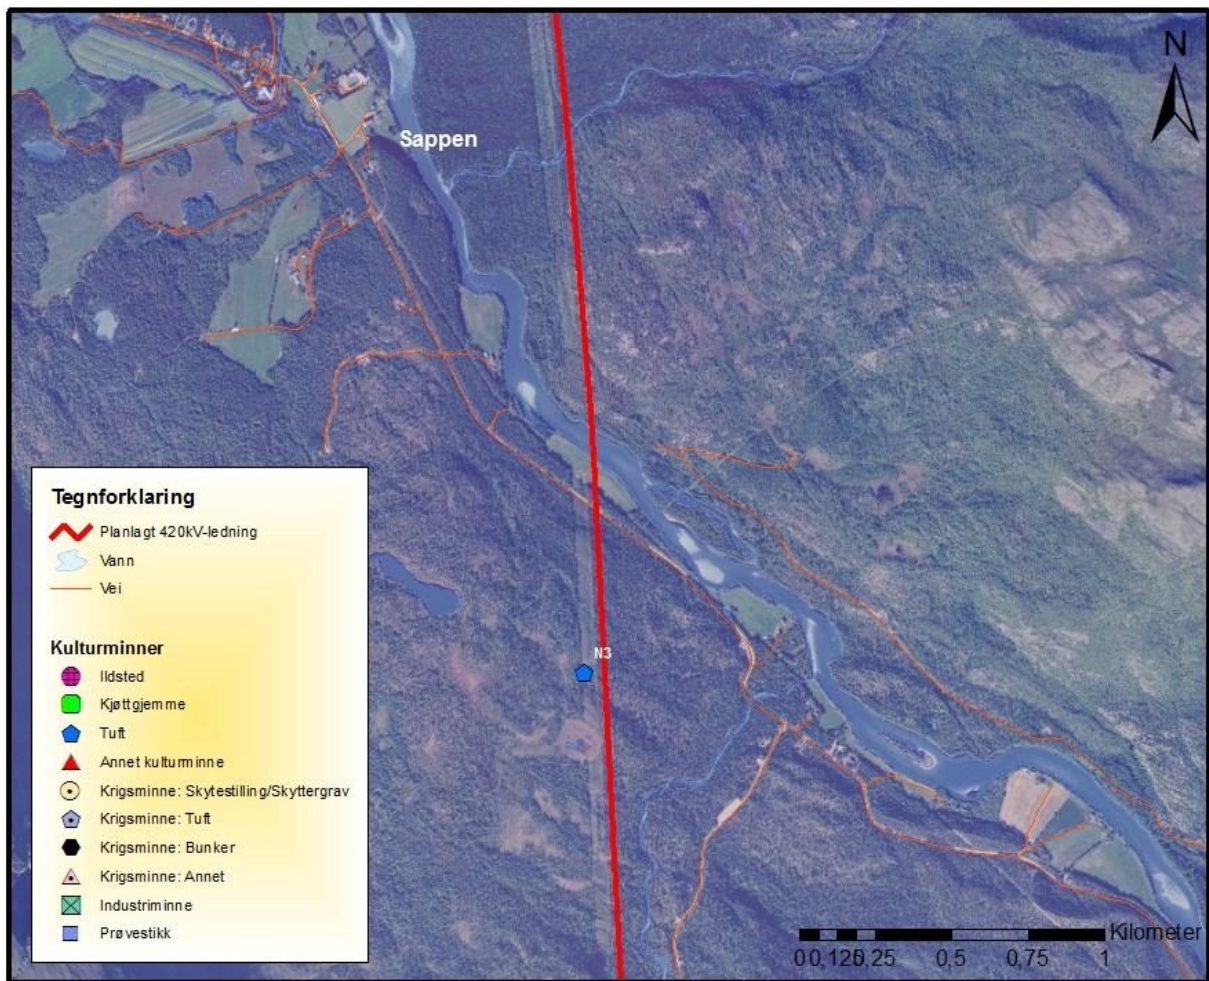 N
Sappen
Tegnforklaring
Planlagt 420kV-ledning
Vann
Vei
N3
Kulturminner
Ildsted
Kjøttgjemme
Tuft
Annet kulturminne
Krigsminne: Skytestilling/Skyttergrav
Krigsminne: Tuft
Krigsminne: Bunker
Krigsminne: Annet
Industriminne
Prøvestikk
Kilometer
0 0,125 0,25 0,5 0,75 1